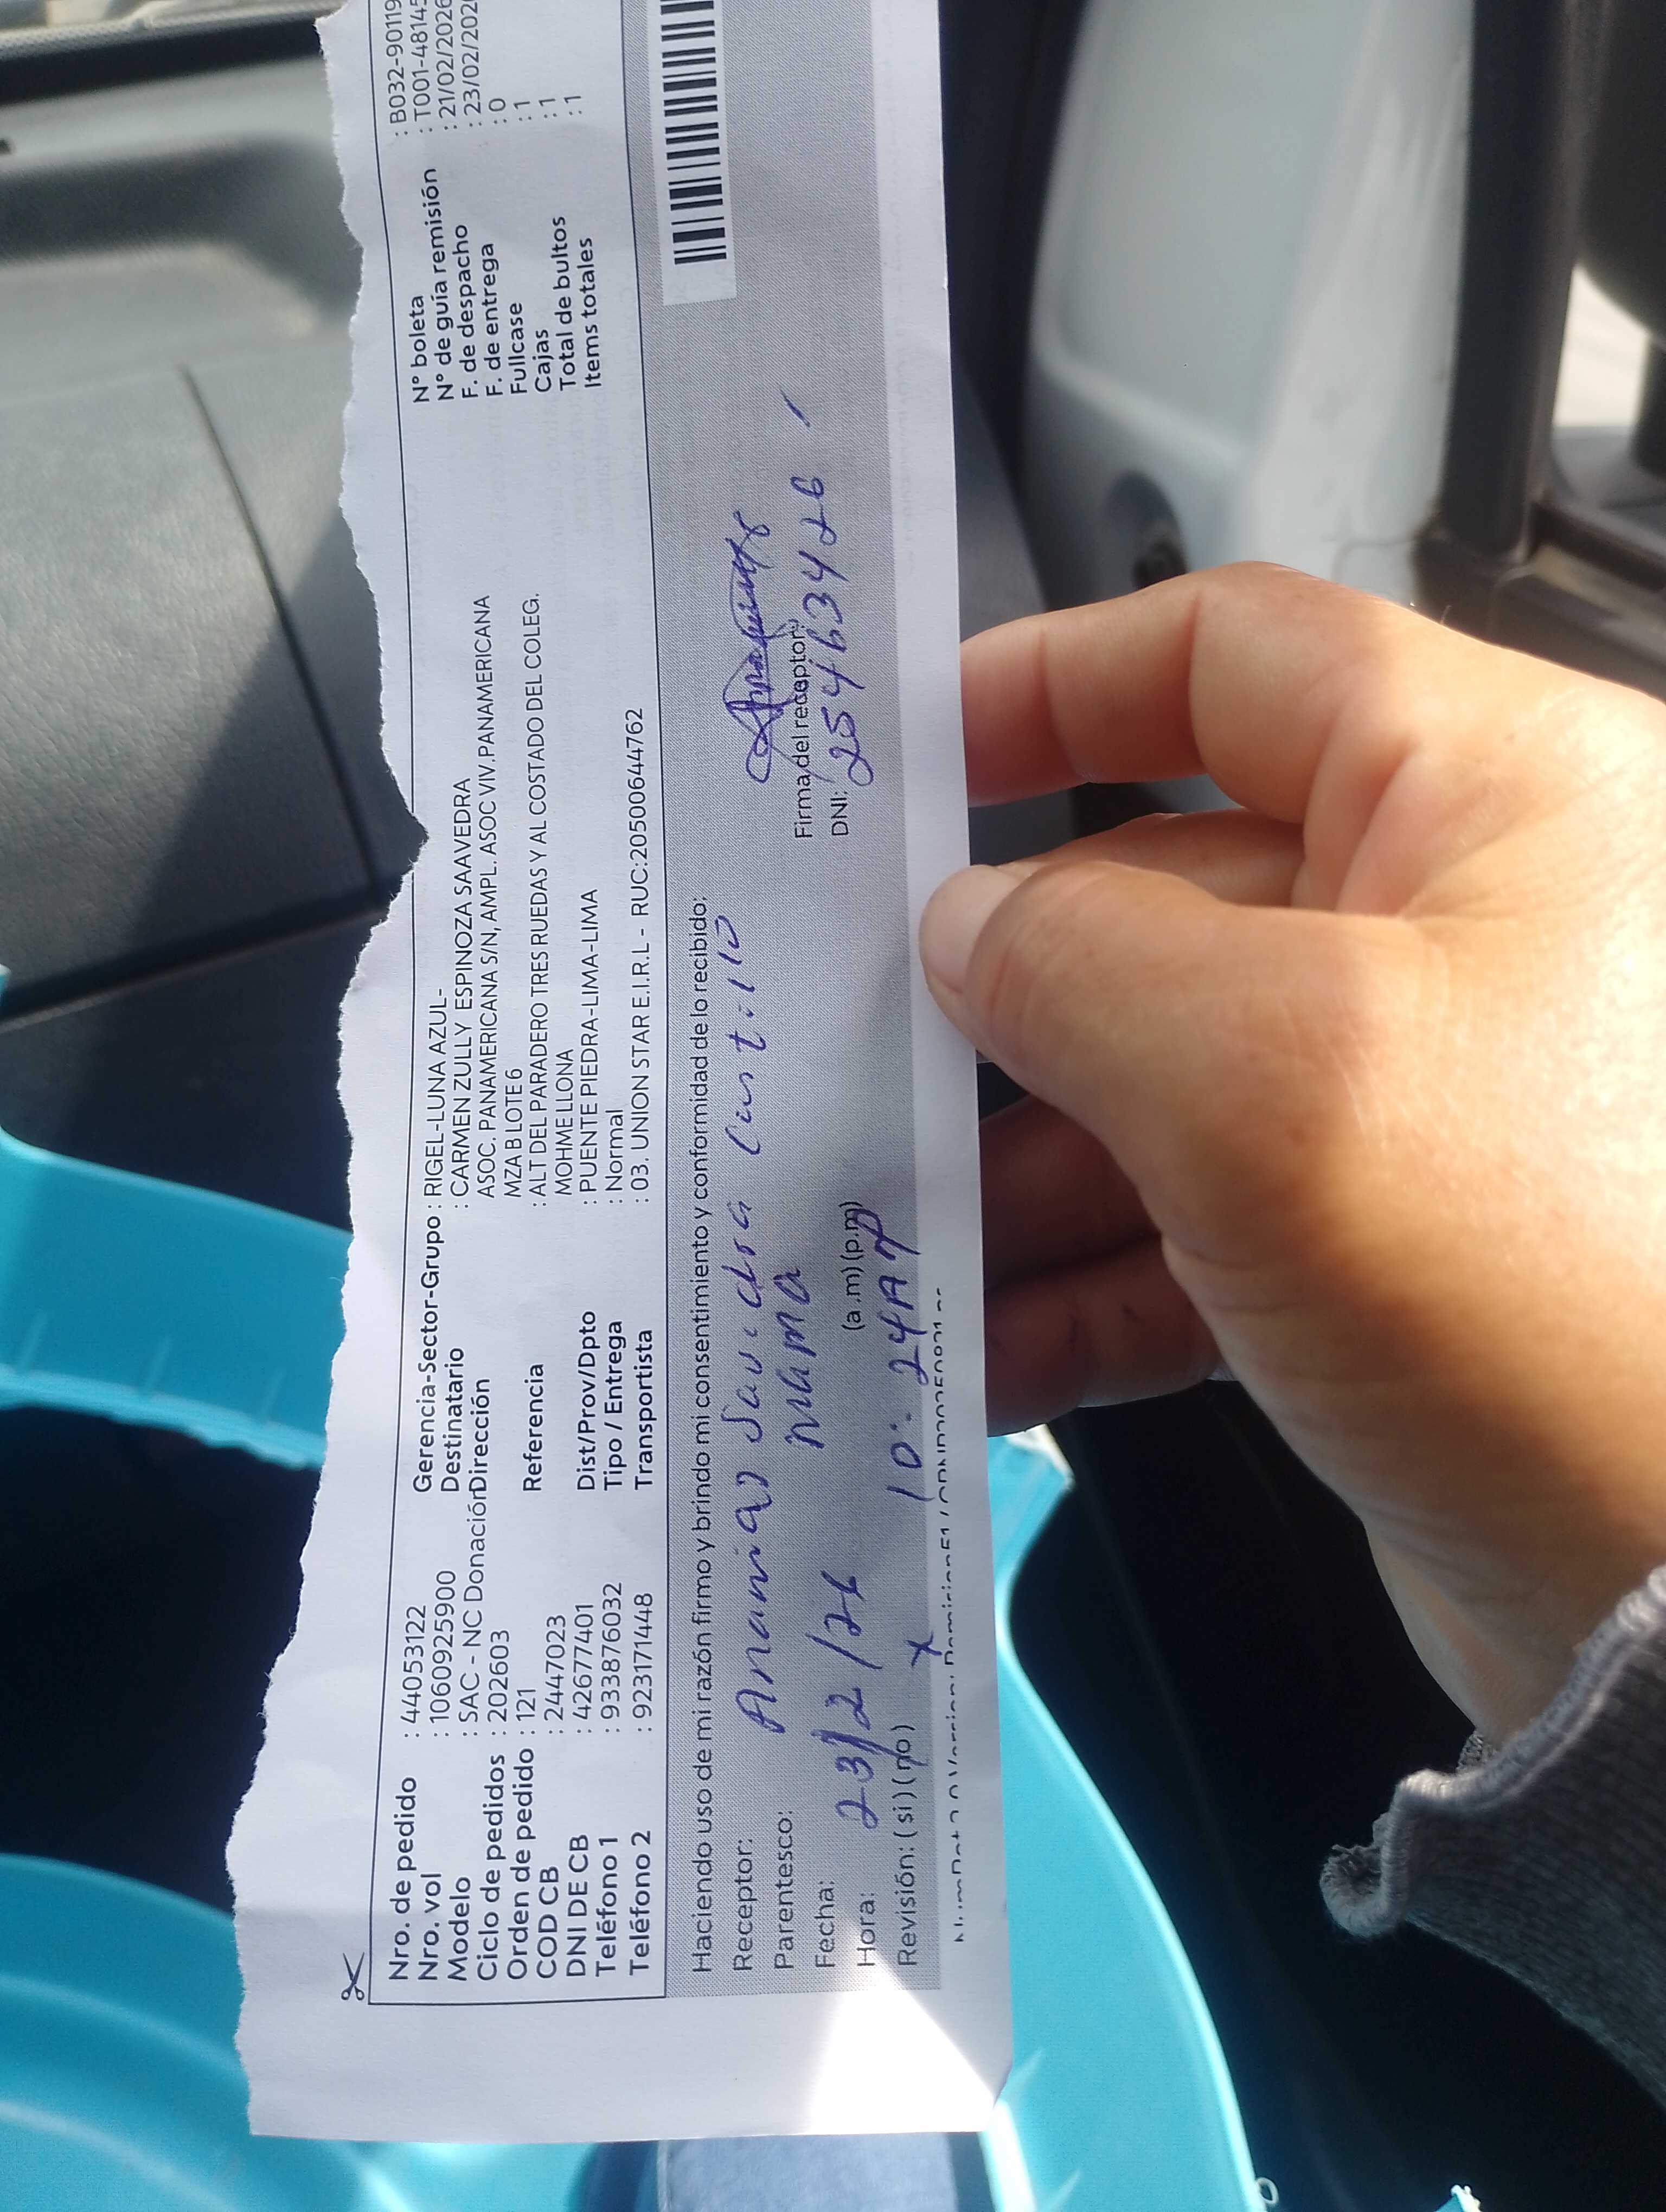 Nro. de pedido : 44053122
Nro. vol : 1060925900
Modelo : SAC - NC Donación
Ciclo de pedidos : 202603
Orden de pedido : 121
COD CB : 2447023
DNI DE CB : 42677401
Teléfono 1 : 933876032
Teléfono 2 : 923171448
Gerencia-Sector-Grupo : RIGEL-LUNA AZUL-
Destinatario : CARMEN ZULLY ESPINOZA SAAVEDRA
Dirección ASOC. PANAMERICANA S/N, AMPL. ASOC VIV.PANAMERICANA
MZA B LOTE 6
Referencia : ALT DEL PARADERO TRES RUEDAS Y AL COSTADO DEL COLEG.
MOHME LLONA
Dist/Prov/Dpto : PUENTE PIEDRA-LIMA-LIMA
Tipo / Entrega : Normal
Transportista : 03. UNION STAR E.I.R.L - RUC:20500644762
N° boleta : B032-90119
N° de guía remisión : T001-48145
F. de despacho : 21/02/2026
F. de entrega : 23/02/202
Fullcase : 0
Cajas : 1
Total de bultos : 1
Items totales : 1
Haciendo uso de mi razón firmo y brindo mi consentimiento y conformidad de lo recibido:
Receptor: Ananias Saavedra
Parentesco: mama
Fecha: 23/2/26
Hora: 10:24 A (a.m) (p.m)
Revisión: (si) (no) x
Firma del receptor:
DNI: 25463426